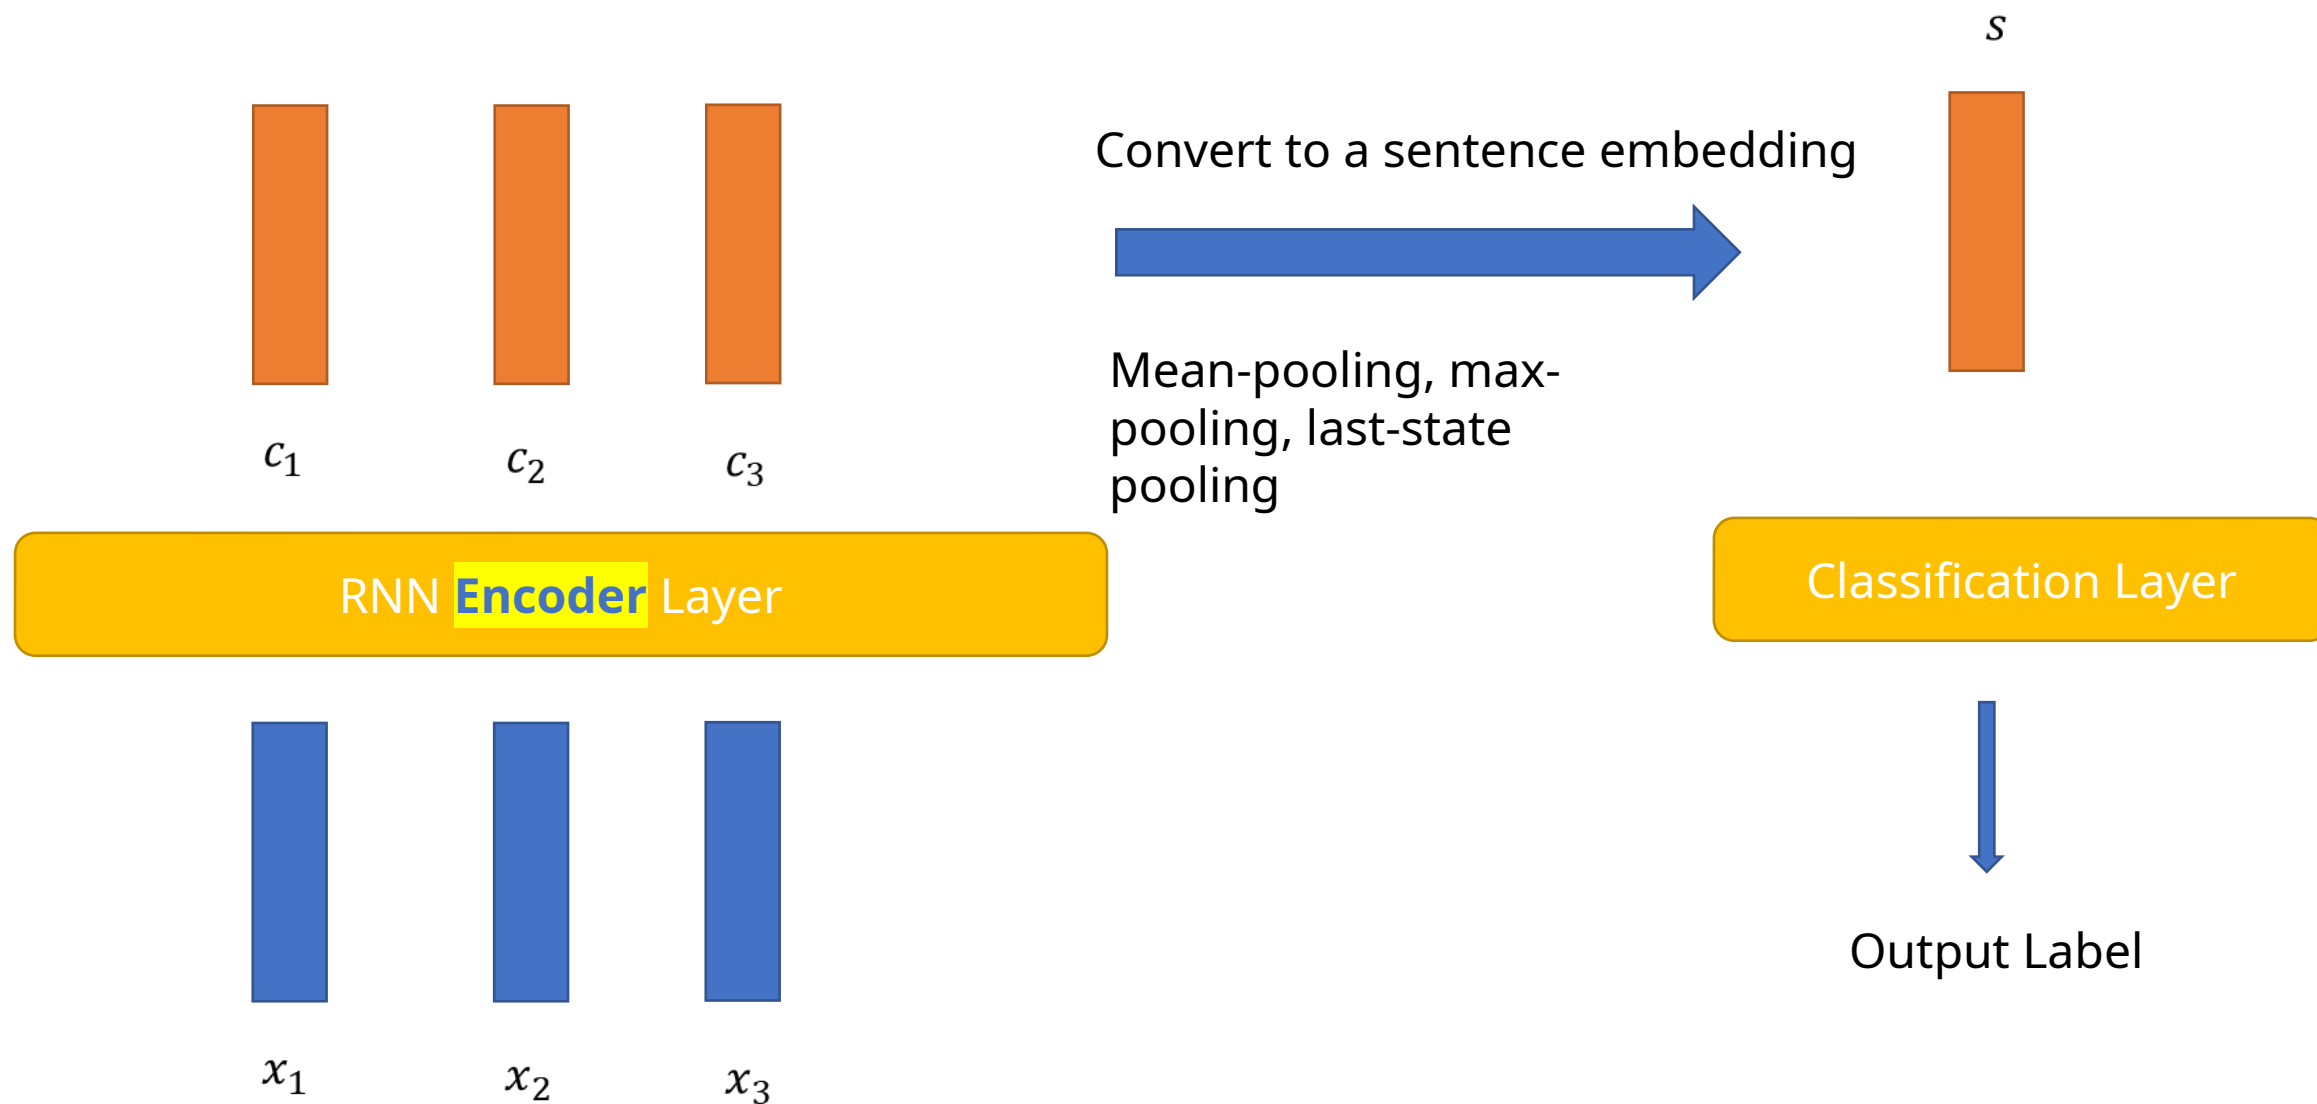 s
Convert to a sentence embedding
Mean-pooling, max-
pooling, last-state
pooling
c₁ c₂ c₃
RNN Encoder Layer
Classification Layer
Output Label
x₁ x₂ x₃